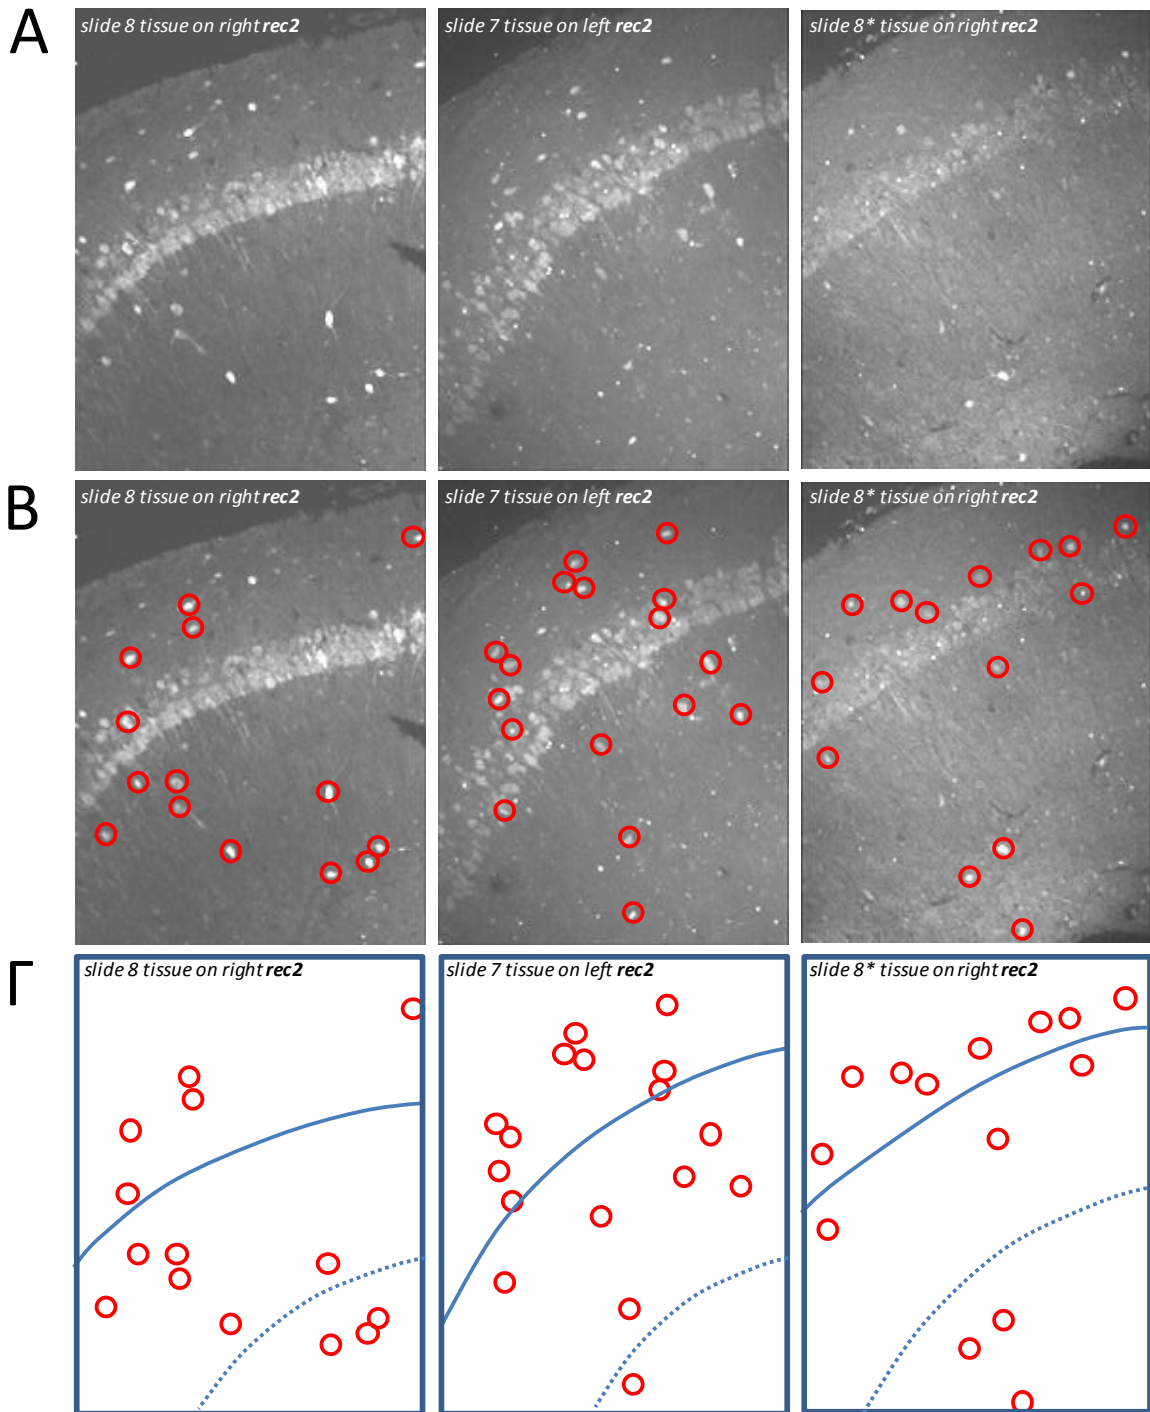 A
slide 8 tissue on right rec2
slide 7 tissue on left rec2
slide 8* tissue on right rec2
B
slide 8 tissue on right rec2
slide 7 tissue on left rec2
slide 8* tissue on right rec2
Γ
slide 8 tissue on right rec2
slide 7 tissue on left rec2
slide 8* tissue on right rec2